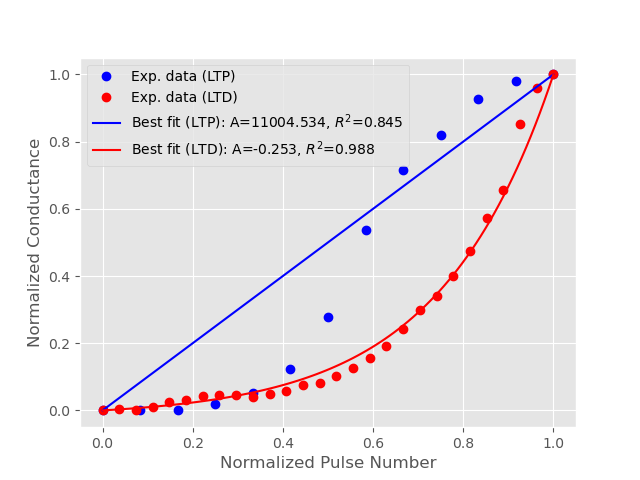 Exp. data (LTP)
Exp. data (LTD)
Best fit (LTP): A=11004.534, R²=0.845
Best fit (LTD): A=-0.253, R²=0.988
1.0
0.8
0.6
0.4
0.2
0.0
Normalized Conductance
0.0 0.2 0.4 0.6 0.8 1.0
Normalized Pulse Number